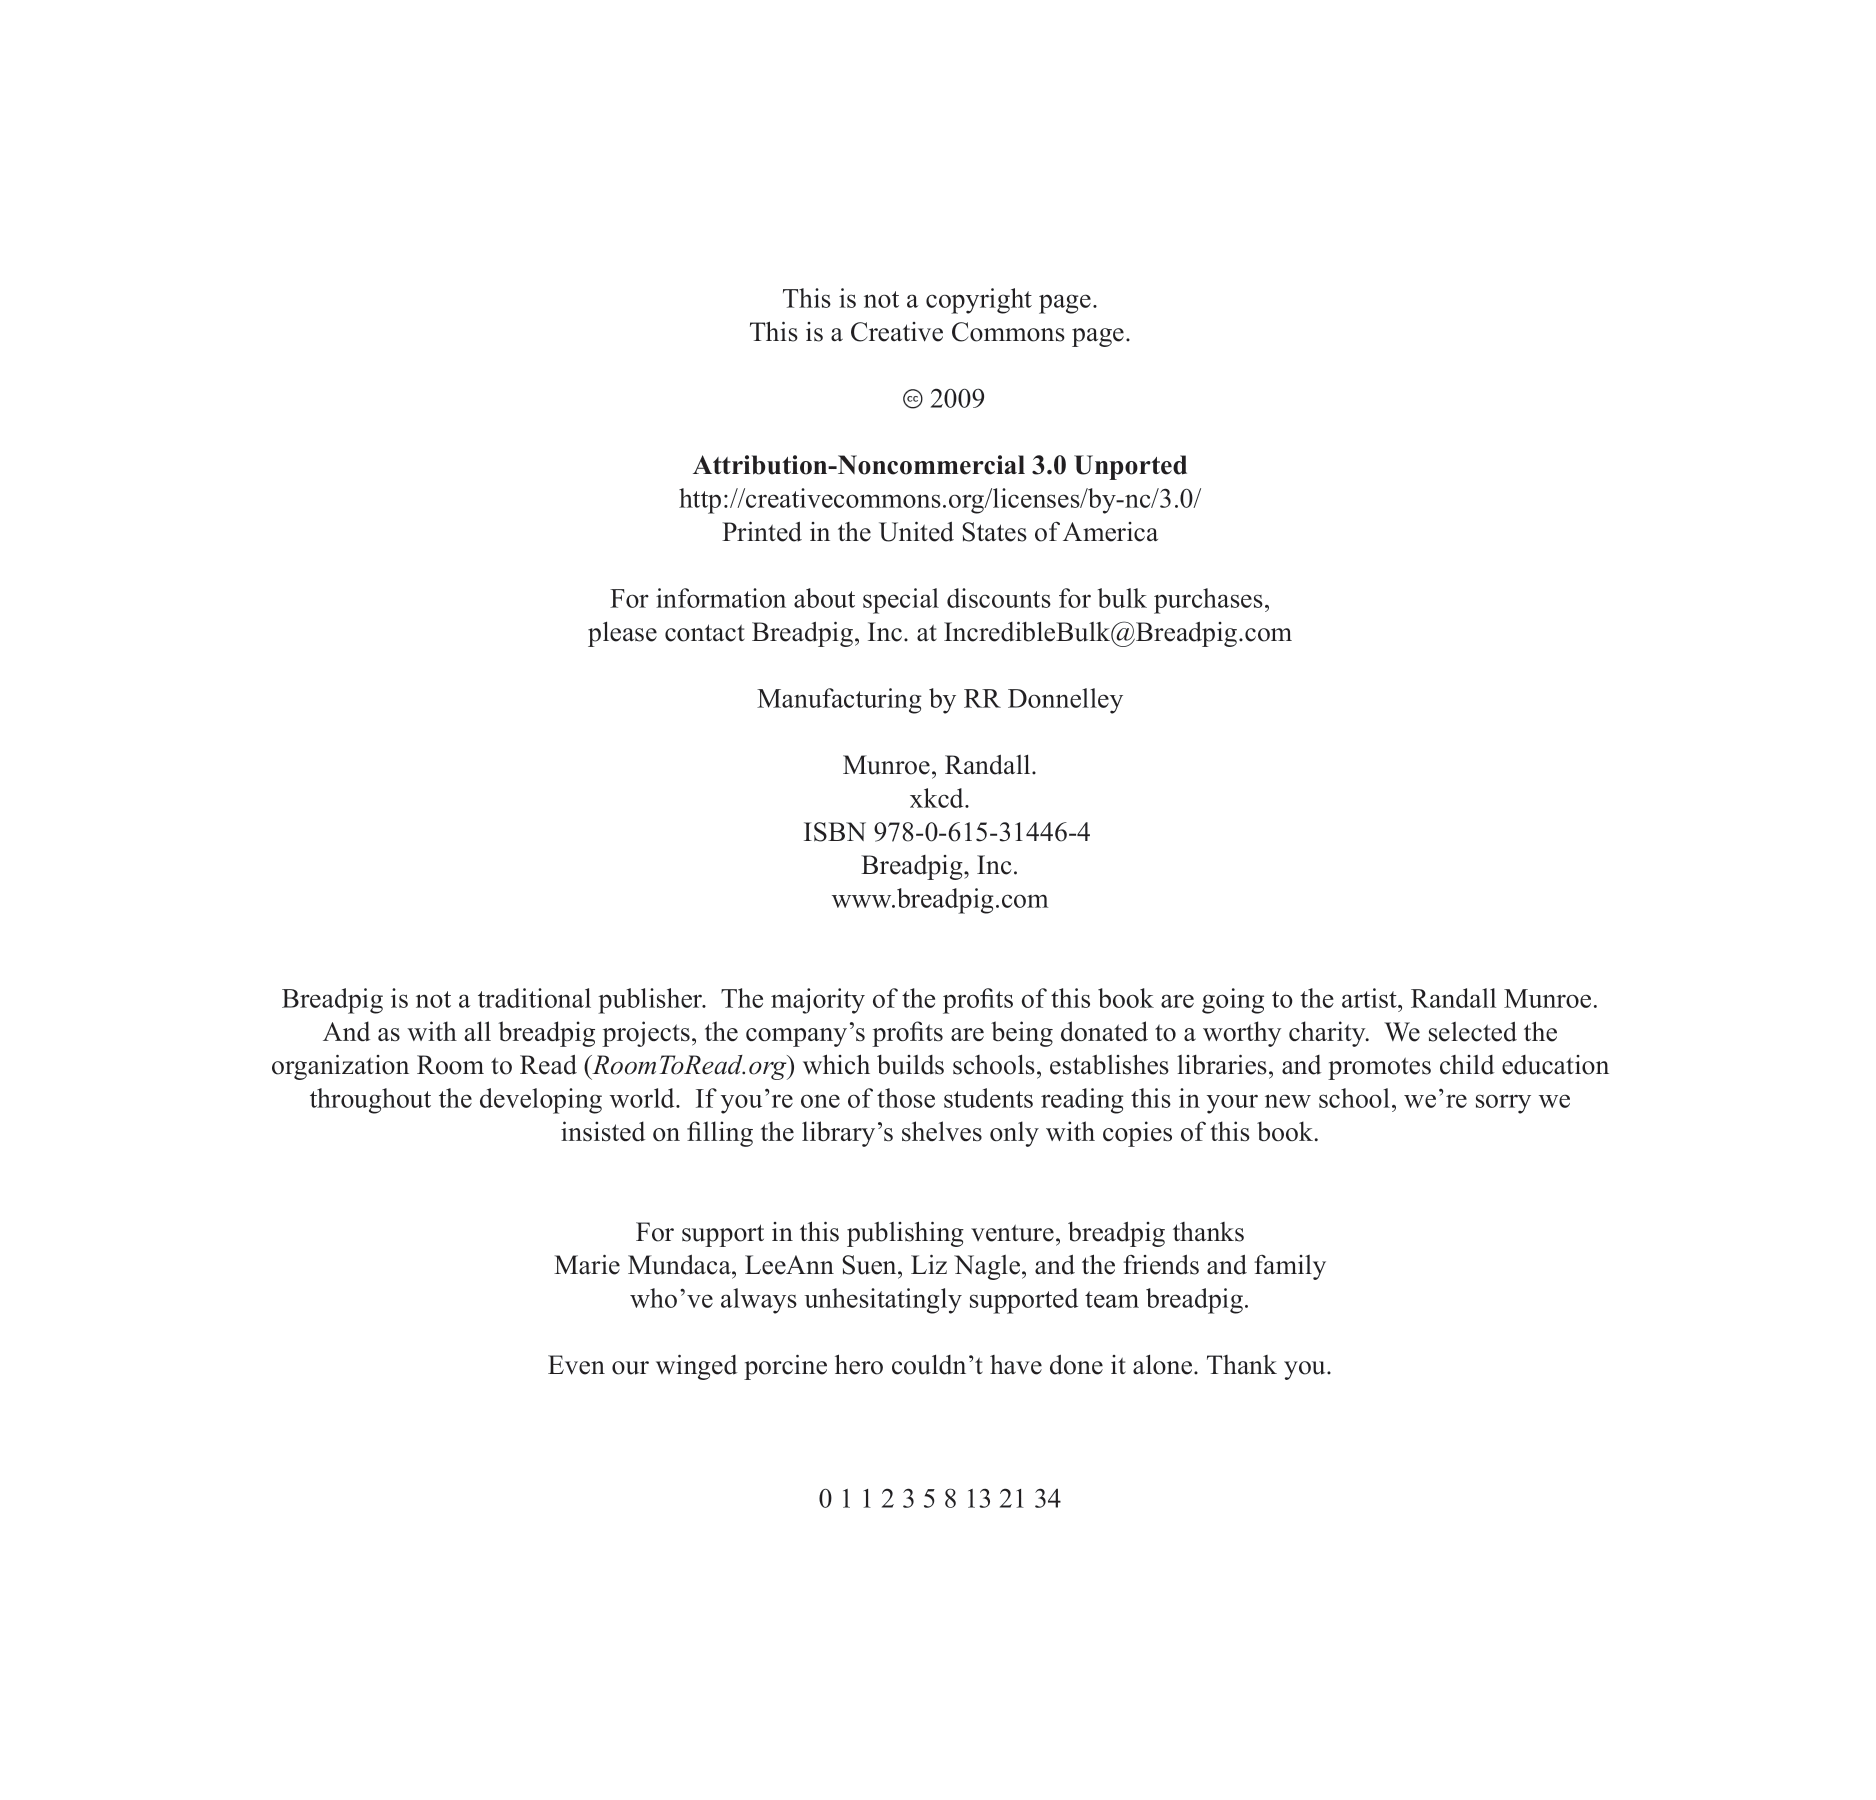 This is not a copyright page.
This is a Creative Commons page.
🅭 2009
Attribution-Noncommercial 3.0 Unported
http://creativecommons.org/licenses/by-nc/3.0/
Printed in the United States of America
For information about special discounts for bulk purchases,
please contact Breadpig, Inc. at IncredibleBulk@Breadpig.com
Manufacturing by RR Donnelley
Munroe, Randall.
xkcd.
ISBN 978-0-615-31446-4
Breadpig, Inc.
www.breadpig.com
Breadpig is not a traditional publisher.  The majority of the profits of this book are going to the artist, Randall Munroe.
And as with all breadpig projects, the company’s profits are being donated to a worthy charity.  We selected the
organization Room to Read (RoomToRead.org) which builds schools, establishes libraries, and promotes child education
throughout the developing world.  If you’re one of those students reading this in your new school, we’re sorry we
insisted on filling the library’s shelves only with copies of this book.
For support in this publishing venture, breadpig thanks
Marie Mundaca, LeeAnn Suen, Liz Nagle, and the friends and family
who’ve always unhesitatingly supported team breadpig.
Even our winged porcine hero couldn’t have done it alone. Thank you.
0 1 1 2 3 5 8 13 21 34